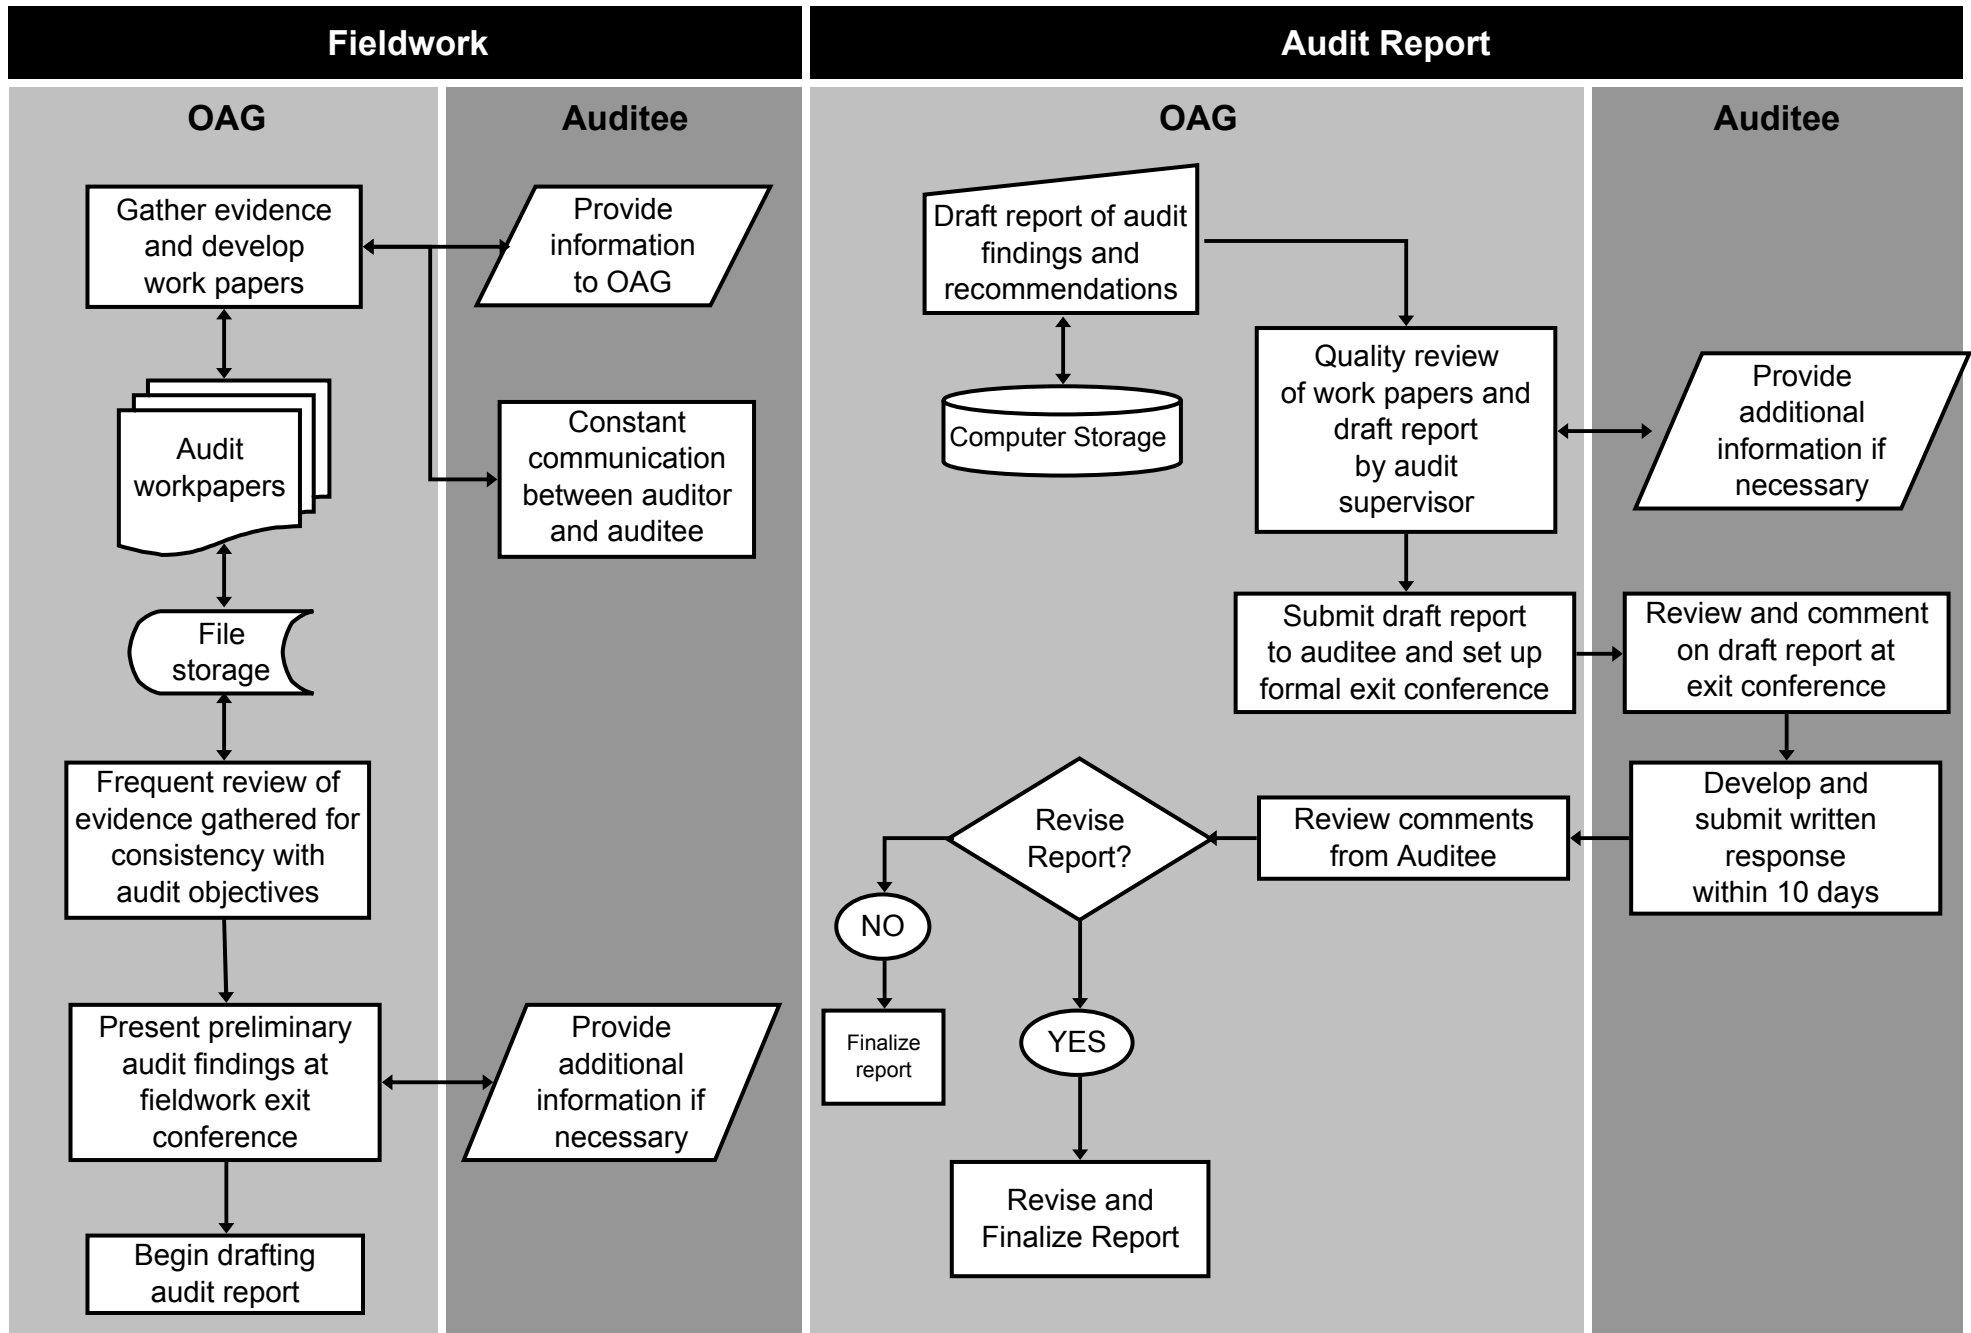 Fieldwork
OAG
Auditee
Gather evidence
and develop
work papers
Provide
information
to OAG
Audit
workpapers
Constant
communication
between auditor
and auditee
File
storage
Frequent review of
evidence gathered for
consistency with
audit objectives
Present preliminary
audit findings at
fieldwork exit
conference
Provide
additional
information if
necessary
Begin drafting
audit report
Audit Report
OAG
Auditee
Draft report of audit
findings and
recommendations
Computer Storage
Quality review
of work papers and
draft report
by audit
supervisor
Provide
additional
information if
necessary
Submit draft report
to auditee and set up
formal exit conference
Review and comment
on draft report at
exit conference
Develop and
submit written
response
within 10 days
Review comments
from Auditee
Revise
Report?
NO
Finalize
report
YES
Revise and
Finalize Report